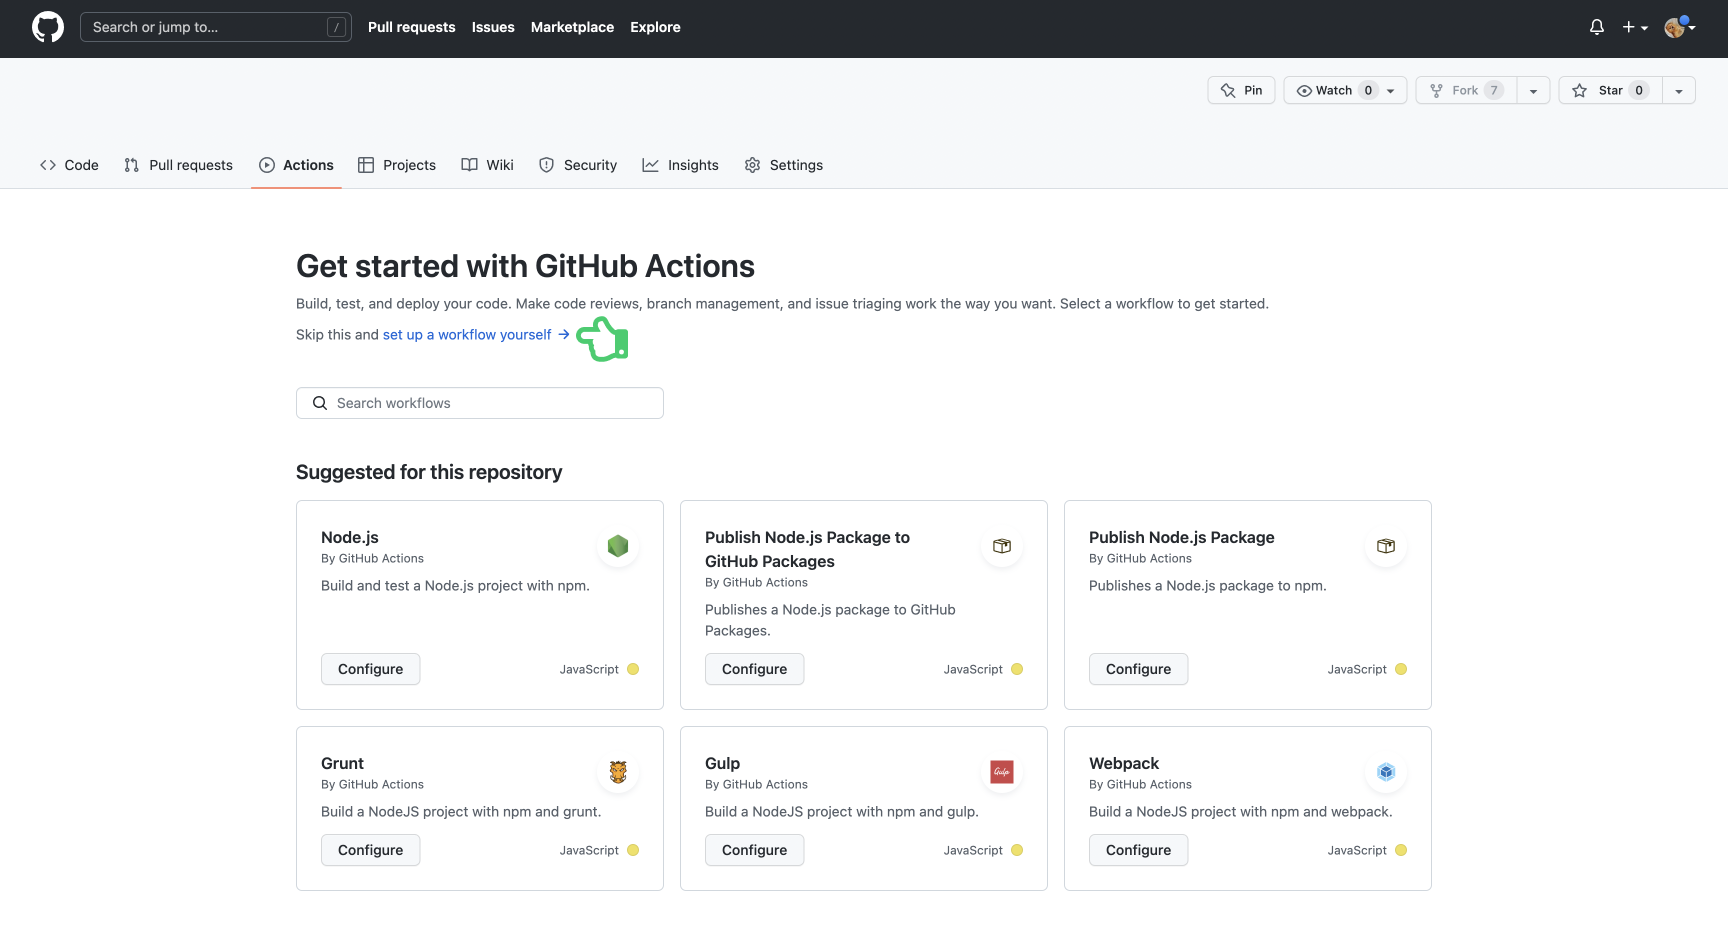 Search or jump to... /
Pull requests Issues Marketplace Explore
Pin Watch 0 Fork 7 Star 0
Code Pull requests Actions Projects Wiki Security Insights Settings
Get started with GitHub Actions
Build, test, and deploy your code. Make code reviews, branch management, and issue triaging work the way you want. Select a workflow to get started.
Skip this and set up a workflow yourself →
Search workflows
Suggested for this repository
Node.js
By GitHub Actions
Build and test a Node.js project with npm.
Configure JavaScript
Publish Node.js Package to
GitHub Packages
By GitHub Actions
Publishes a Node.js package to GitHub
Packages.
Configure JavaScript
Publish Node.js Package
By GitHub Actions
Publishes a Node.js package to npm.
Configure JavaScript
Grunt
By GitHub Actions
Build a NodeJS project with npm and grunt.
Configure JavaScript
Gulp
Gulp
By GitHub Actions
Build a NodeJS project with npm and gulp.
Configure JavaScript
Webpack
By GitHub Actions
Build a NodeJS project with npm and webpack.
Configure JavaScript